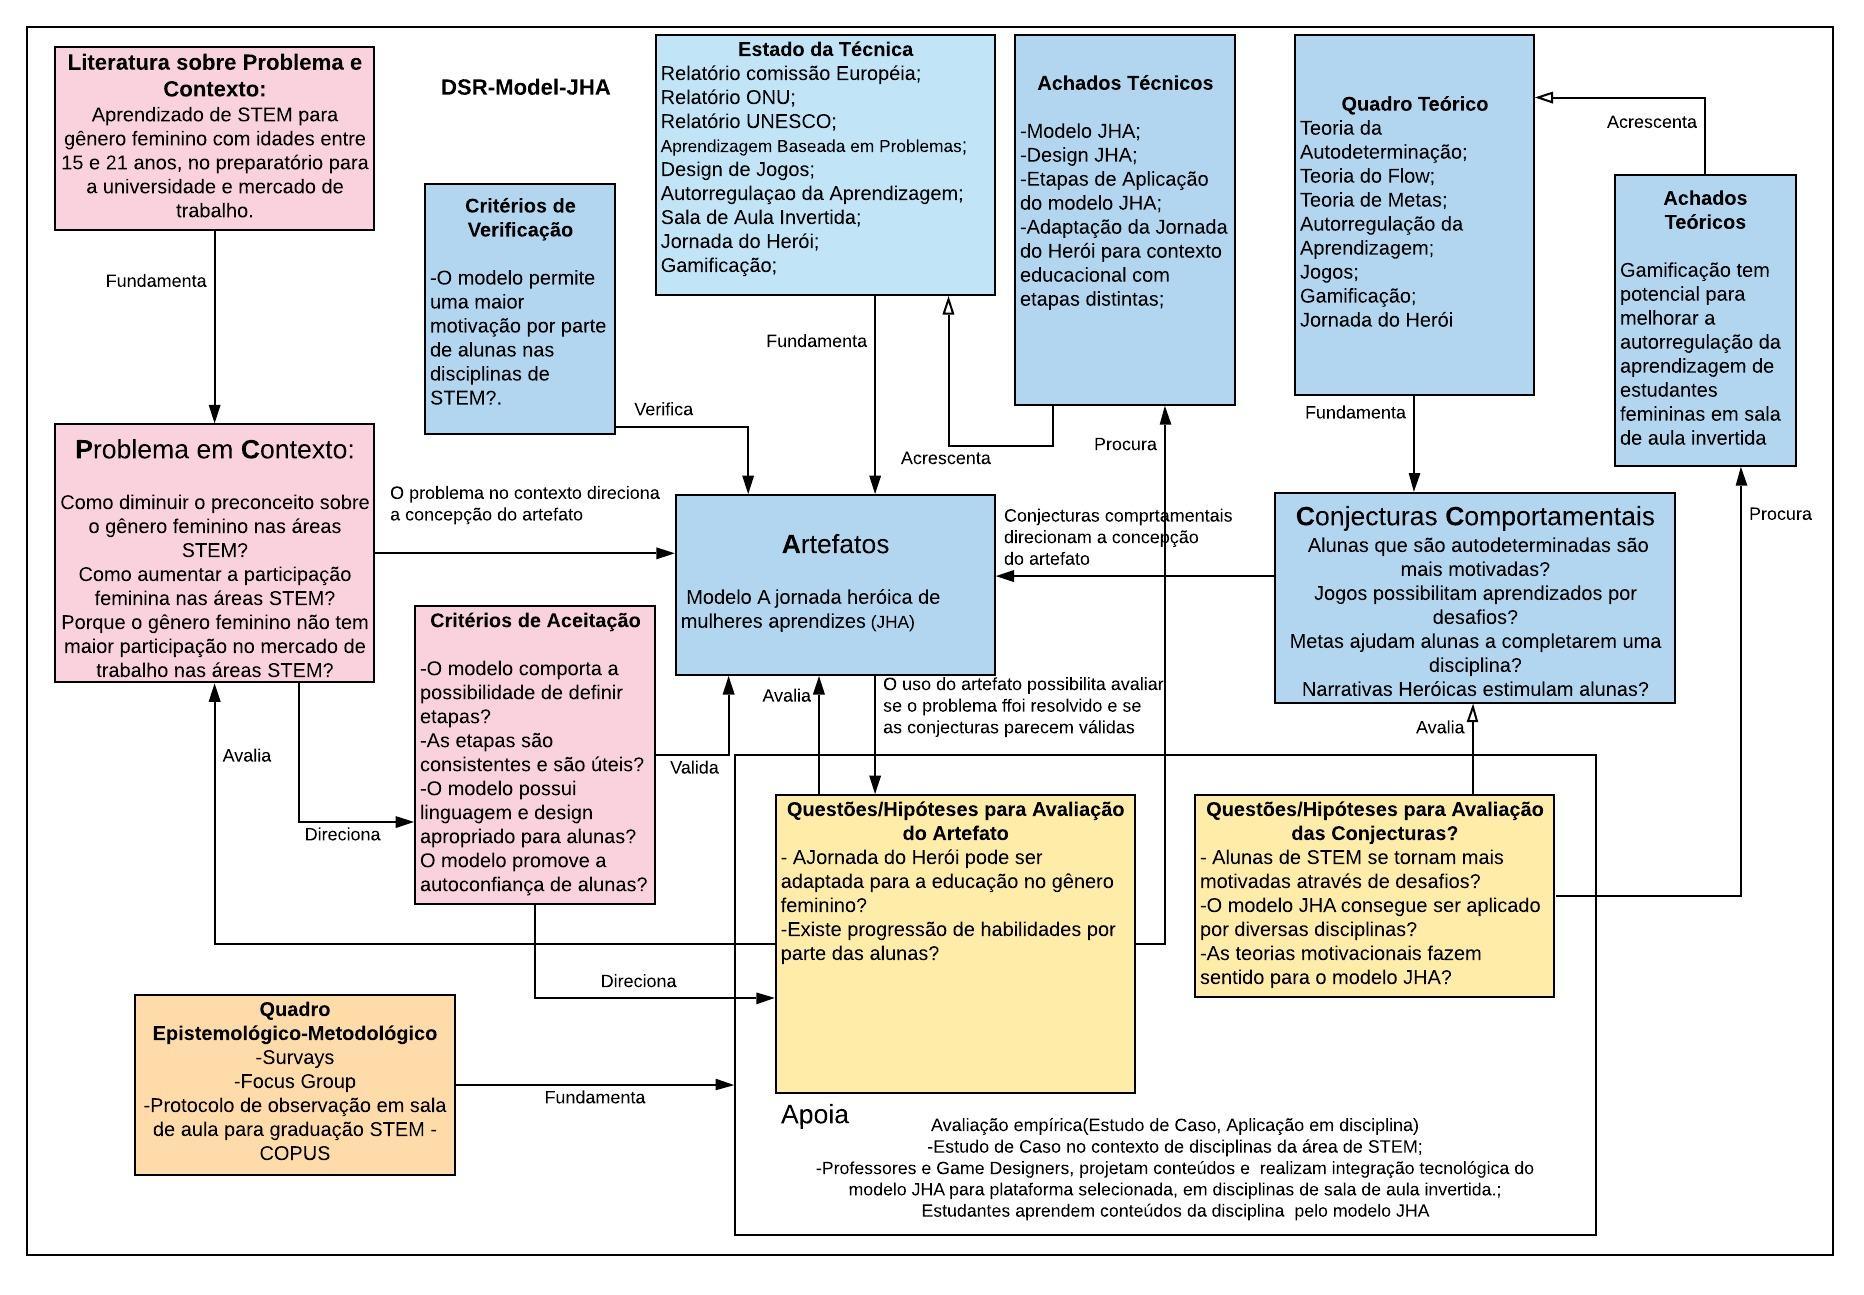 Literatura sobre Problema e
Contexto:
Aprendizado de STEM para
gênero feminino com idades entre
15 e 21 anos, no preparatório para
a universidade e mercado de
trabalho.
DSR-Model-JHA
Estado da Técnica
Relatório comissão Européia;
Relatório ONU;
Relatório UNESCO;
Aprendizagem Baseada em Problemas;
Design de Jogos;
Autorregulaçao da Aprendizagem;
Sala de Aula Invertida;
Jornada do Herói;
Gamificação;
Achados Técnicos
-Modelo JHA;
-Design JHA;
-Etapas de Aplicação
do modelo JHA;
-Adaptação da Jornada
do Herói para contexto
educacional com
etapas distintas;
Quadro Teórico
Teoria da
Autodeterminação;
Teoria do Flow;
Teoria de Metas;
Autorregulação da
Aprendizagem;
Jogos;
Gamificação;
Jornada do Herói
Acrescenta
Achados
Teóricos
Gamificação tem
potencial para
melhorar a
autorregulação da
aprendizagem de
estudantes
femininas em sala
de aula invertida
Critérios de
Verificação
-O modelo permite
uma maior
motivação por parte
de alunas nas
disciplinas de
STEM?.
Fundamenta
Fundamenta
Verifica
Acrescenta
Procura
Fundamenta
Procura
Problema em Contexto:
Como diminuir o preconceito sobre
o gênero feminino nas áreas
STEM?
Como aumentar a participação
feminina nas áreas STEM?
Porque o gênero feminino não tem
maior participação no mercado de
trabalho nas áreas STEM?
O problema no contexto direciona
a concepção do artefato
Artefatos
Modelo A jornada heróica de
mulheres aprendizes (JHA)
Conjecturas comprtamentais
direcionam a concepção
do artefato
Conjecturas Comportamentais
Alunas que são autodeterminadas são
mais motivadas?
Jogos possibilitam aprendizados por
desafios?
Metas ajudam alunas a completarem uma
disciplina?
Narrativas Heróicas estimulam alunas?
Critérios de Aceitação
-O modelo comporta a
possibilidade de definir
etapas?
-As etapas são
consistentes e são úteis?
-O modelo possui
linguagem e design
apropriado para alunas?
O modelo promove a
autoconfiança de alunas?
Avalia
O uso do artefato possibilita avaliar
se o problema ffoi resolvido e se
as conjecturas parecem válidas
Avalia
Avalia
Valida
Direciona
Questões/Hipóteses para Avaliação
do Artefato
- AJornada do Herói pode ser
adaptada para a educação no gênero
feminino?
-Existe progressão de habilidades por
parte das alunas?
Questões/Hipóteses para Avaliação
das Conjecturas?
- Alunas de STEM se tornam mais
motivadas através de desafios?
-O modelo JHA consegue ser aplicado
por diversas disciplinas?
-As teorias motivacionais fazem
sentido para o modelo JHA?
Direciona
Quadro
Epistemológico-Metodológico
-Survays
-Focus Group
-Protocolo de observação em sala
de aula para graduação STEM -
COPUS
Fundamenta
Apoia
Avaliação empírica(Estudo de Caso, Aplicação em disciplina)
-Estudo de Caso no contexto de disciplinas da área de STEM;
-Professores e Game Designers, projetam conteúdos e  realizam integração tecnológica do
modelo JHA para plataforma selecionada, em disciplinas de sala de aula invertida.;
Estudantes aprendem conteúdos da disciplina  pelo modelo JHA